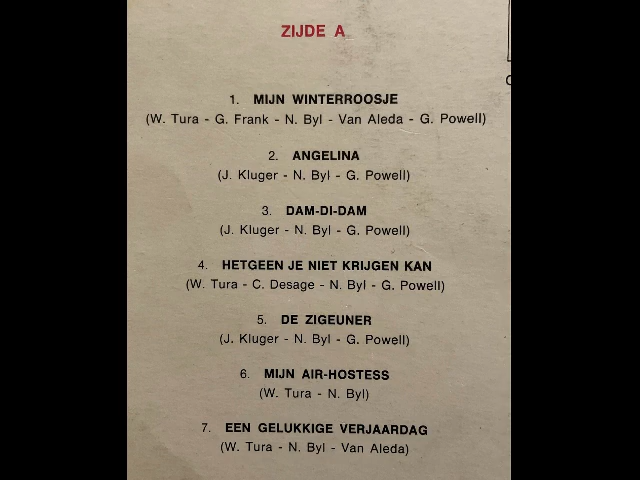 ZIJDE A
1. MIJN WINTERROOSJE
(W. Tura - G. Frank - N. Byl - Van Aleda - G. Powell)
2. ANGELINA
(J. Kluger - N. Byl - G. Powell)
3. DAM-DI-DAM
(J. Kluger - N. Byl - G. Powell)
4. HETGEEN JE NIET KRIJGEN KAN
(W. Tura - C. Desage - N. Byl - G. Powell)
5. DE ZIGEUNER
(J. Kluger - N. Byl - G. Powell)
6. MIJN AIR-HOSTESS
(W. Tura - N. Byl)
7. EEN GELUKKIGE VERJAARDAG
(W. Tura - N. Byl - Van Aleda)